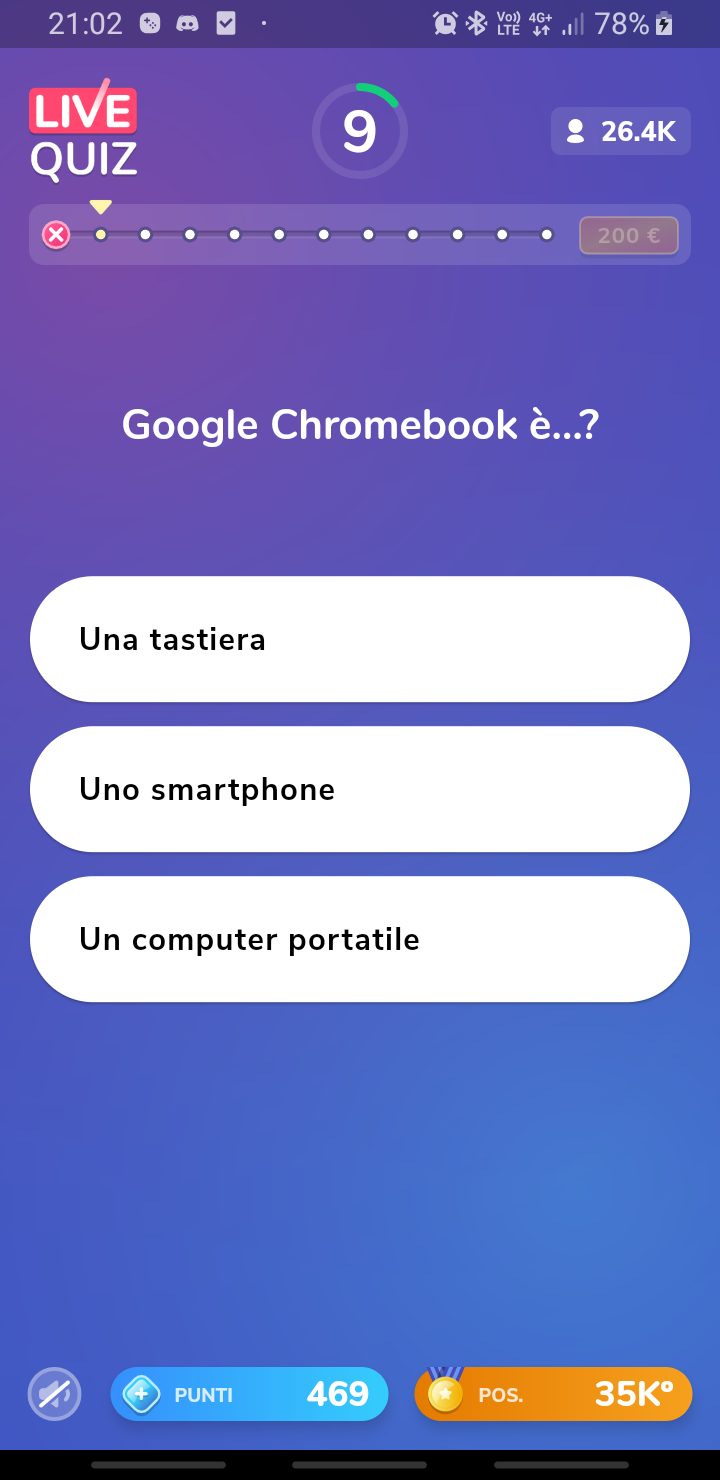 21:02
Vo)) LTE 4G+ 78%
LIVE
QUIZ
9
26.4K
200 €
Google Chromebook è...?
Una tastiera
Uno smartphone
Un computer portatile
PUNTI 469
POS. 35K°